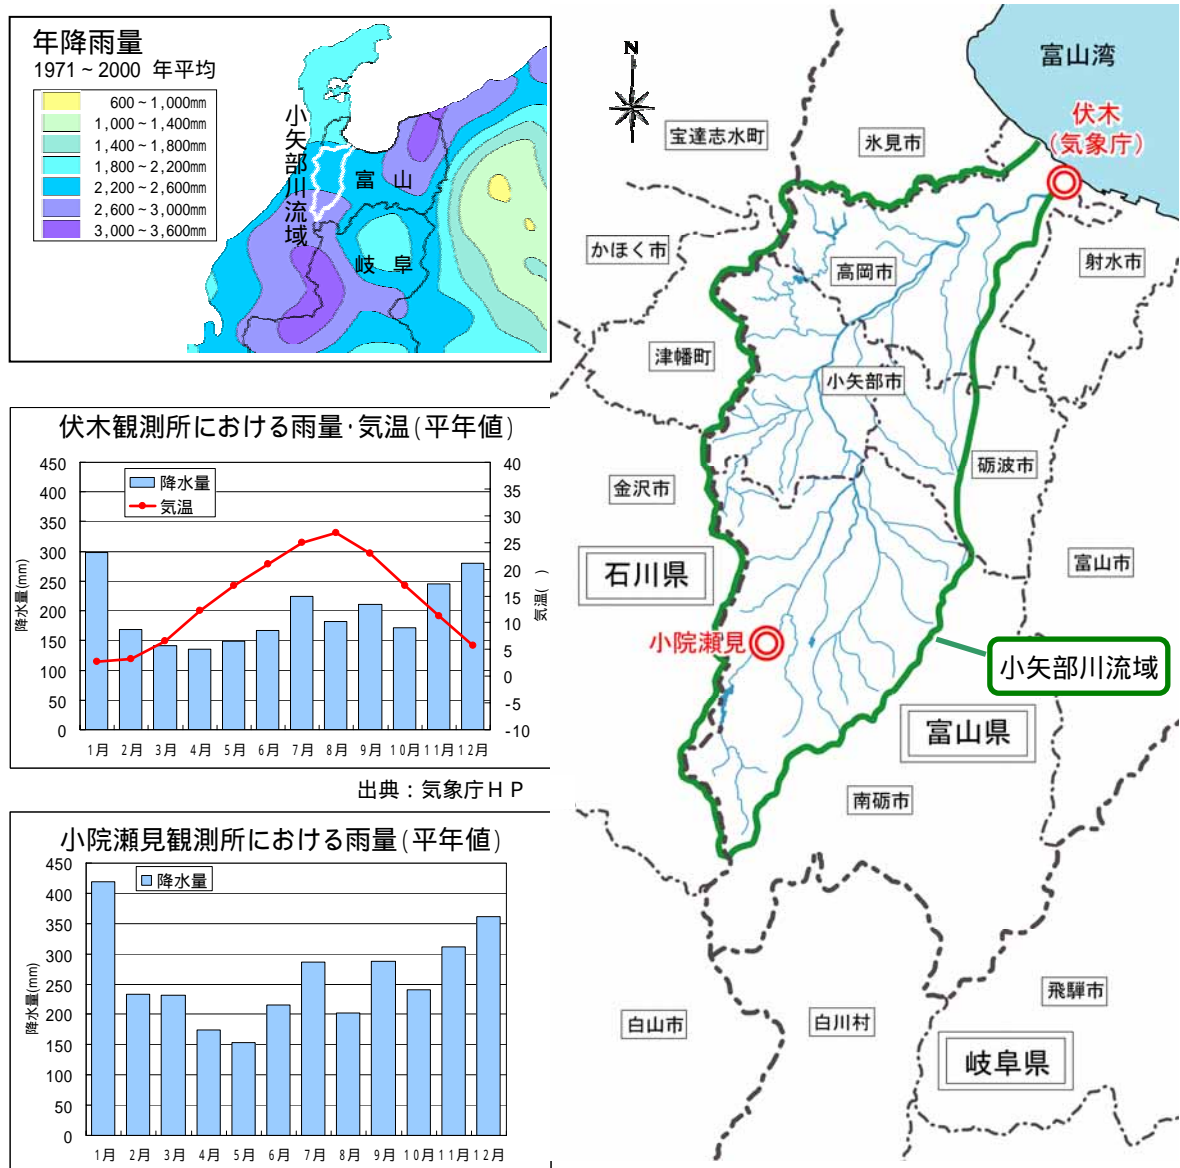 年降雨量
1971～2000 年平均
600～1,000mm
1,000～1,400mm
1,400～1,800mm
1,800～2,200mm
2,200～2,600mm
2,600～3,000mm
3,000～3,600mm
小矢部川流域
富山
岐阜
伏木観測所における雨量･気温(平年値)
降水量
気温
450
400
350
300
250
200
150
100
50
0
降水量(mm)
40
35
30
25
20
15
10
5
0
-5
-10
気温( )
1月 2月 3月 4月 5月 6月 7月 8月 9月 10月 11月 12月
出典：気象庁ＨＰ
小院瀬見観測所における雨量(平年値)
降水量
450
400
350
300
250
200
150
100
50
0
降水量(mm)
1月 2月 3月 4月 5月 6月 7月 8月 9月 10月 11月 12月
N
富山湾
伏木
(気象庁)
宝達志水町
氷見市
かほく市
高岡市
射水市
津幡町
小矢部市
金沢市
砺波市
石川県
富山市
小院瀬見
小矢部川流域
富山県
南砺市
飛騨市
白山市
白川村
岐阜県